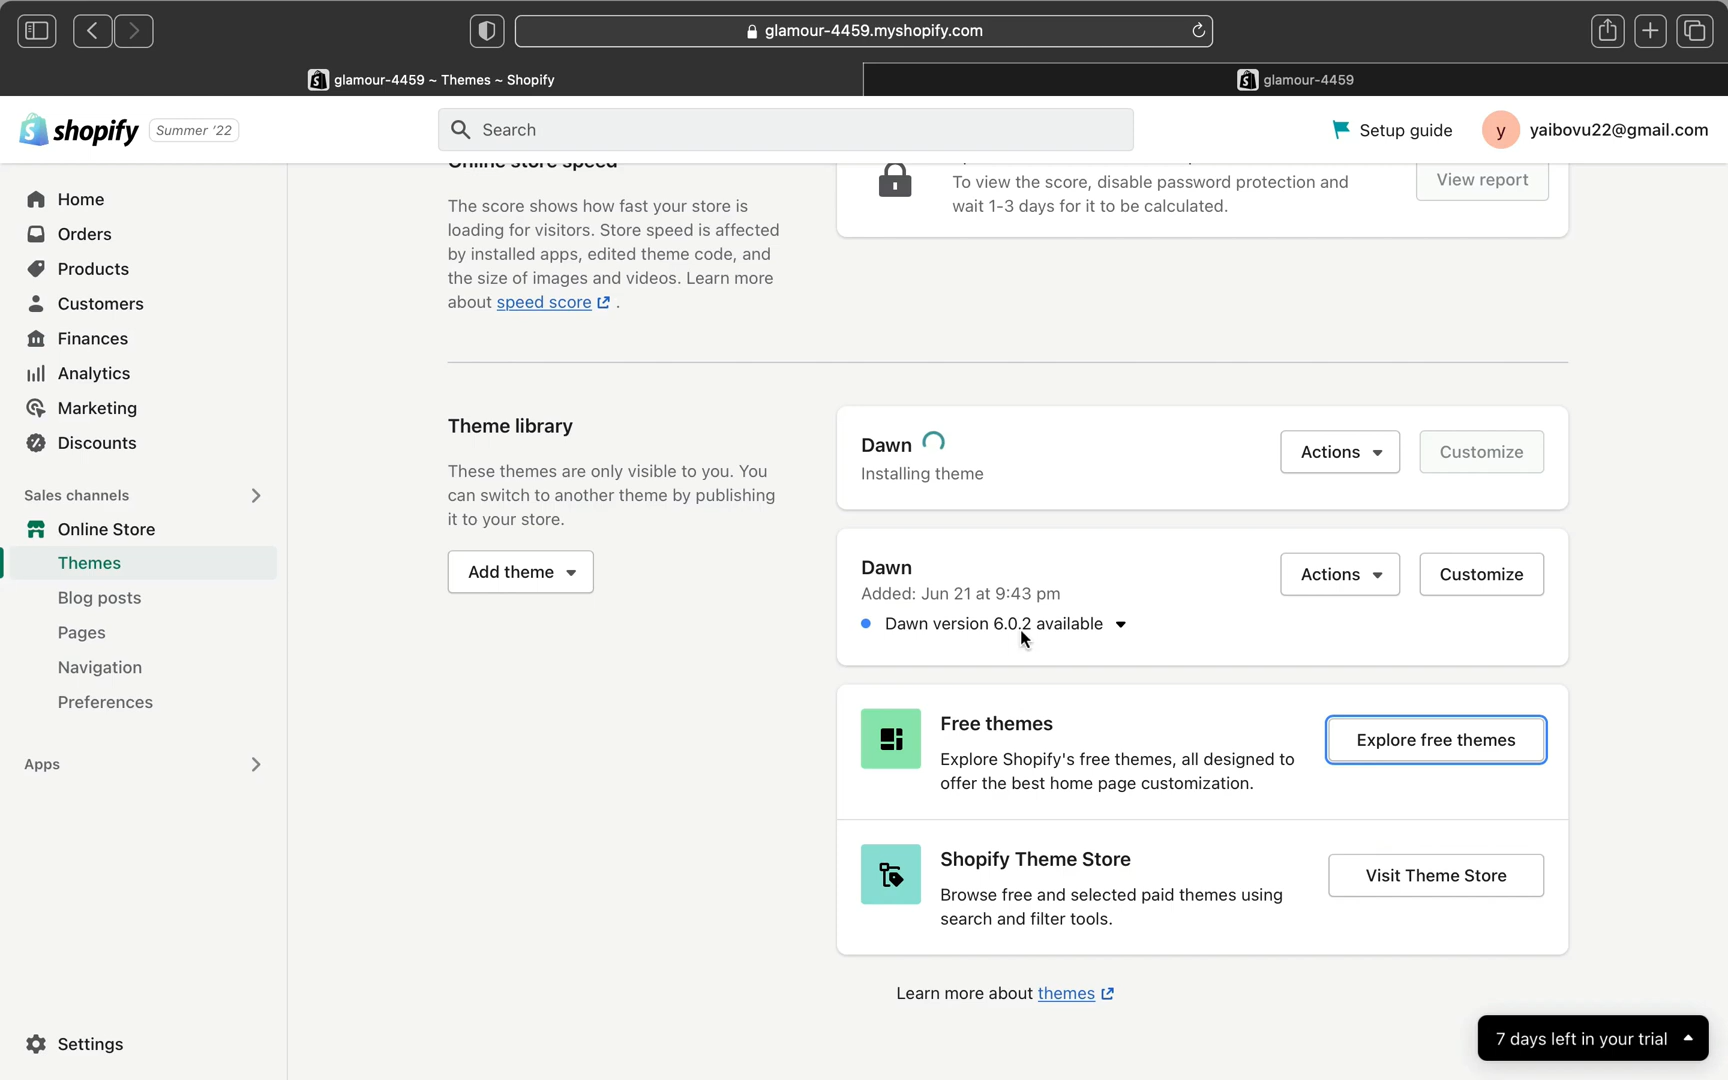 glamour-4459.myshopify.com
glamour-4459 ~ Themes ~ Shopify
glamour-4459
shopify
Summer '22
Search
Setup guide
y
yaibovu22@gmail.com
Home
Orders
Products
Customers
Finances
Analytics
Marketing
Discounts
Sales channels
Online Store
Themes
Blog posts
Pages
Navigation
Preferences
Apps
Settings
Online store speed
The score shows how fast your store is
loading for visitors. Store speed is affected
by installed apps, edited theme code, and
the size of images and videos. Learn more
about speed score .
To view the score, disable password protection and
wait 1-3 days for it to be calculated.
View report
Theme library
These themes are only visible to you. You
can switch to another theme by publishing
it to your store.
Add theme
Dawn
Installing theme
Actions
Customize
Dawn
Added: Jun 21 at 9:43 pm
Dawn version 6.0.2 available
Actions
Customize
Free themes
Explore Shopify's free themes, all designed to
offer the best home page customization.
Explore free themes
Shopify Theme Store
Browse free and selected paid themes using
search and filter tools.
Visit Theme Store
Learn more about themes
7 days left in your trial